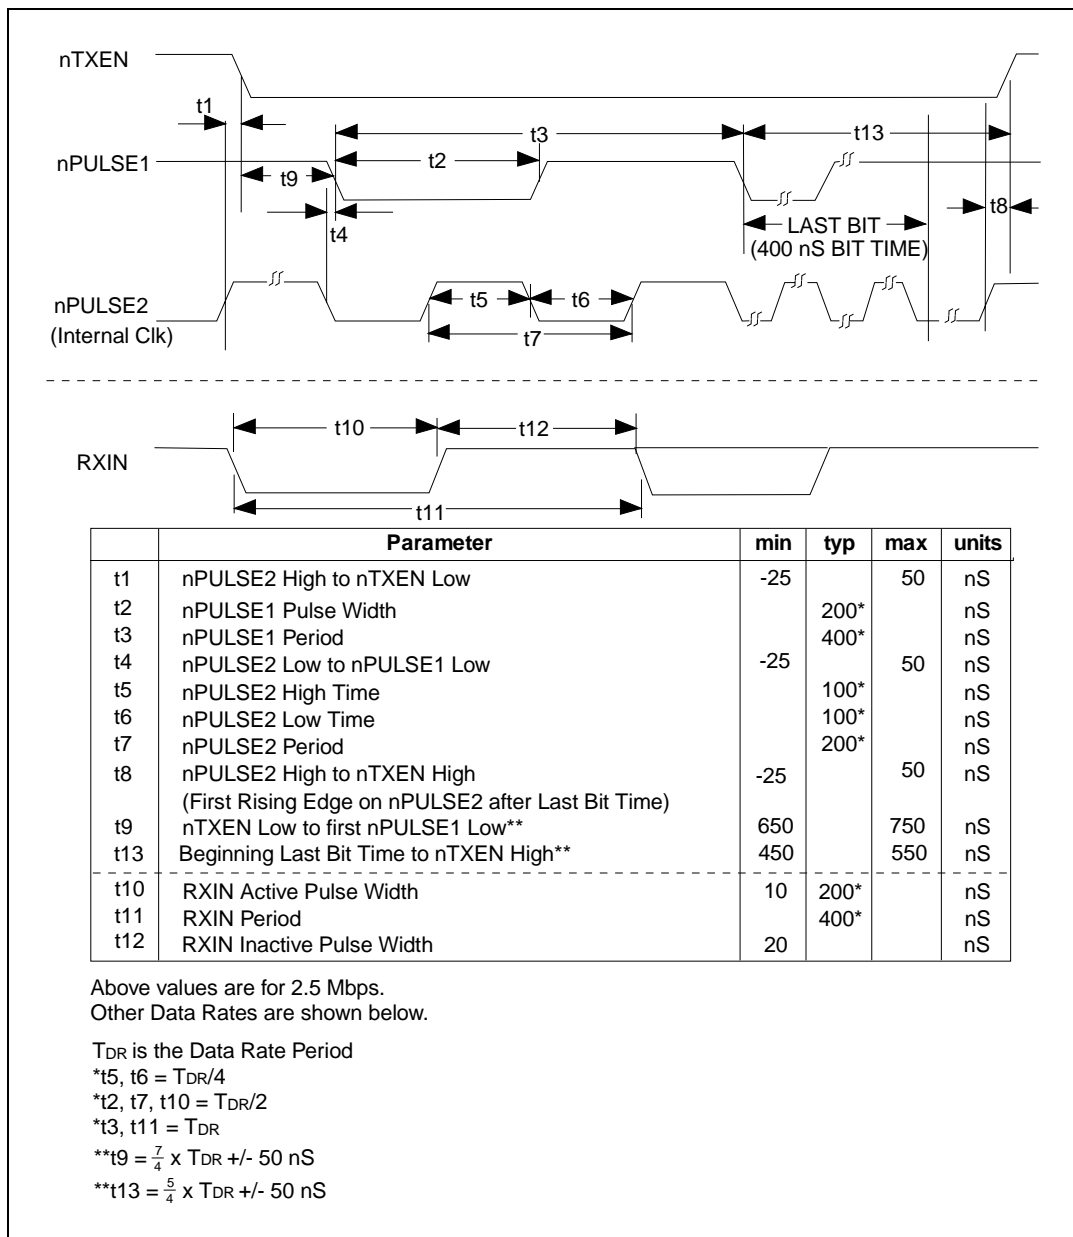 nTXEN
t1
t3
t13
nPULSE1
t2
t9
t8
t4
LAST BIT
(400 nS BIT TIME)
nPULSE2
(Internal Clk)
t5
t6
t7
RXIN
t10
t12
t11
Parameter min typ max units
t1 nPULSE2 High to nTXEN Low -25 50 nS
t2 nPULSE1 Pulse Width 200* nS
t3 nPULSE1 Period 400* nS
t4 nPULSE2 Low to nPULSE1 Low -25 50 nS
t5 nPULSE2 High Time 100* nS
t6 nPULSE2 Low Time 100* nS
t7 nPULSE2 Period 200* nS
t8 nPULSE2 High to nTXEN High -25 50 nS
(First Rising Edge on nPULSE2 after Last Bit Time)
t9 nTXEN Low to first nPULSE1 Low** 650 750 nS
t13 Beginning Last Bit Time to nTXEN High** 450 550 nS
t10 RXIN Active Pulse Width 10 200* nS
t11 RXIN Period 400* nS
t12 RXIN Inactive Pulse Width 20 nS
Above values are for 2.5 Mbps.
Other Data Rates are shown below.
TDR is the Data Rate Period
*t5, t6 = TDR/4
*t2, t7, t10 = TDR/2
*t3, t11 = TDR
**t9 = 7/4 x TDR +/- 50 nS
**t13 = 5/4 x TDR +/- 50 nS